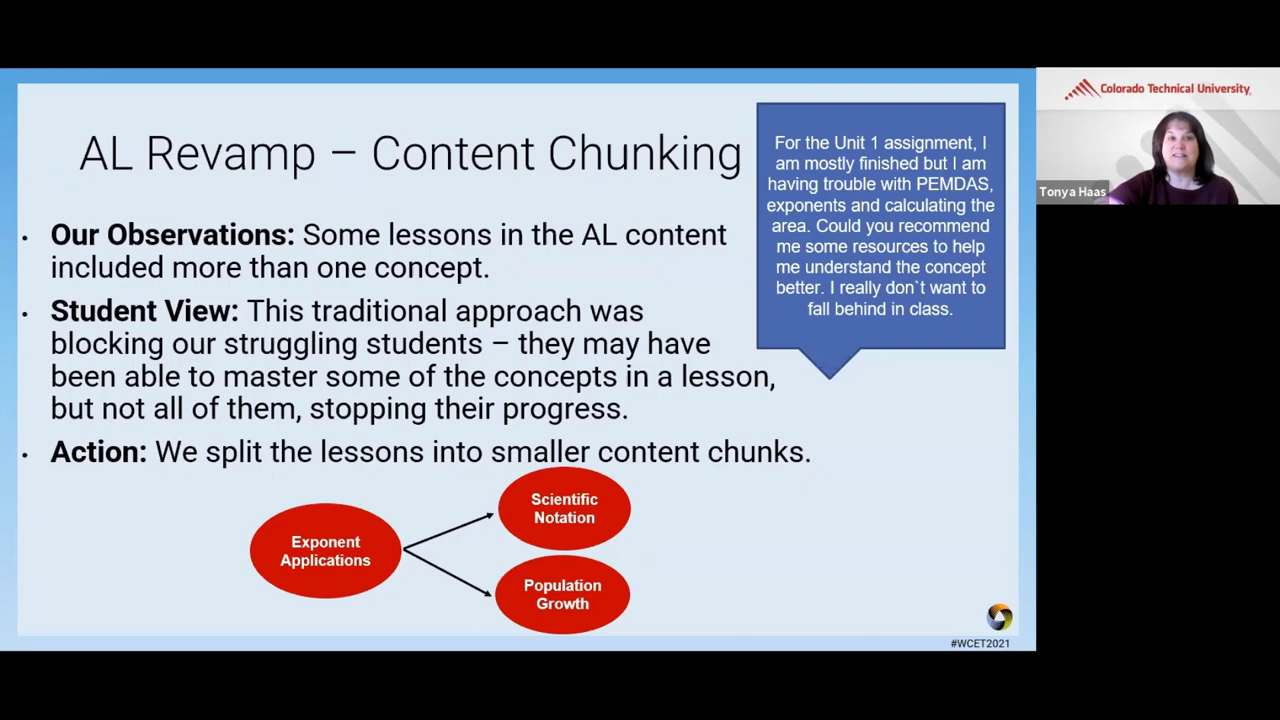 AL Revamp – Content Chunking
• Our Observations: Some lessons in the AL content
included more than one concept.
• Student View: This traditional approach was
blocking our struggling students – they may have
been able to master some of the concepts in a lesson,
but not all of them, stopping their progress.
• Action: We split the lessons into smaller content chunks.
Exponent
Applications
Scientific
Notation
Population
Growth
For the Unit 1 assignment, I
am mostly finished but I am
having trouble with PEMDAS,
exponents and calculating the
area. Could you recommend
me some resources to help
me understand the concept
better. I really don`t want to
fall behind in class.
#WCET2021
Colorado Technical University
Tonya Haas